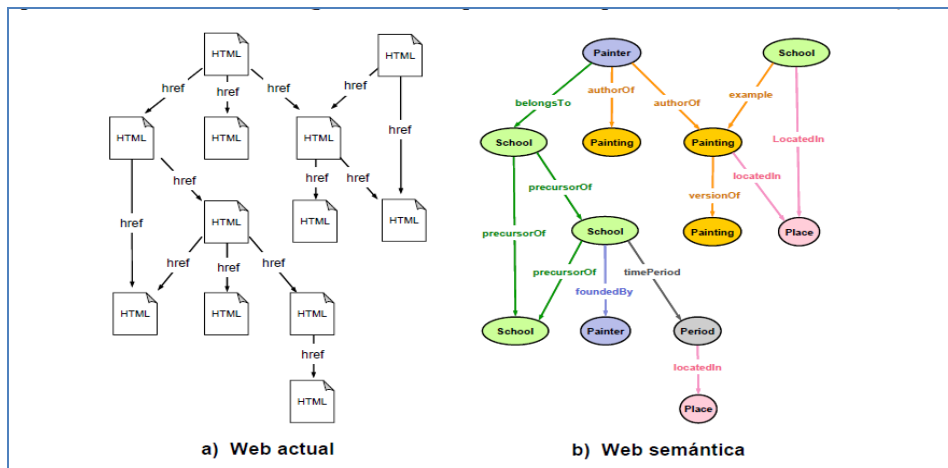 HTML
HTML
href
href
href
href
HTML
HTML
HTML
href
href
href
href
href
HTML
HTML
HTML
href
href
href
HTML
HTML
HTML
href
HTML
a) Web actual
Painter
School
authorOf
authorOf
example
belongsTo
School
Painting
Painting
LocatedIn
precursorOf
locatedIn
versionOf
precursorOf
School
Painting
Place
precursorOf
timePeriod
foundedBy
School
Painter
Period
locatedIn
Place
b) Web semántica